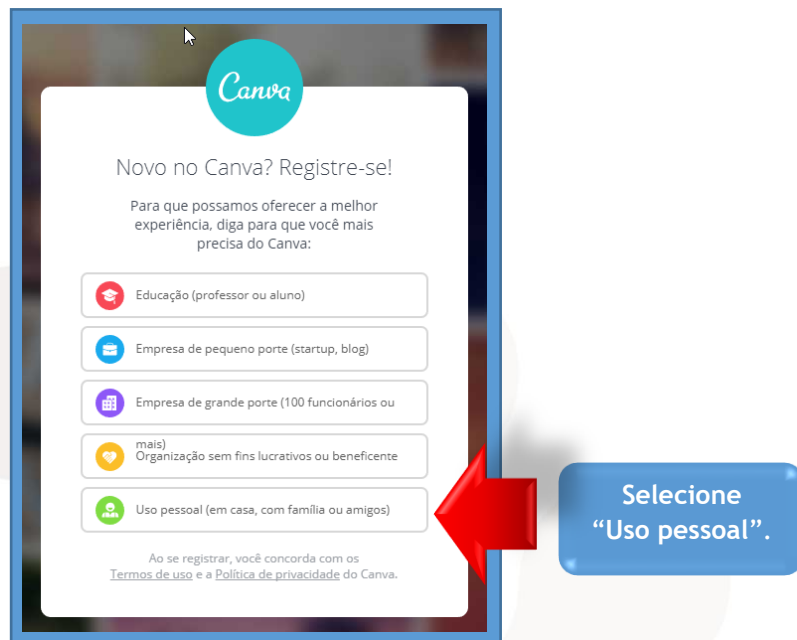 Canva
Novo no Canva? Registre-se!
Para que possamos oferecer a melhor
experiência, diga para que você mais
precisa do Canva:
Educação (professor ou aluno)
Empresa de pequeno porte (startup, blog)
Empresa de grande porte (100 funcionários ou
mais)
Organização sem fins lucrativos ou beneficente
Uso pessoal (em casa, com família ou amigos)
Ao se registrar, você concorda com os
Termos de uso e a Política de privacidade do Canva.
Selecione
“Uso pessoal”.